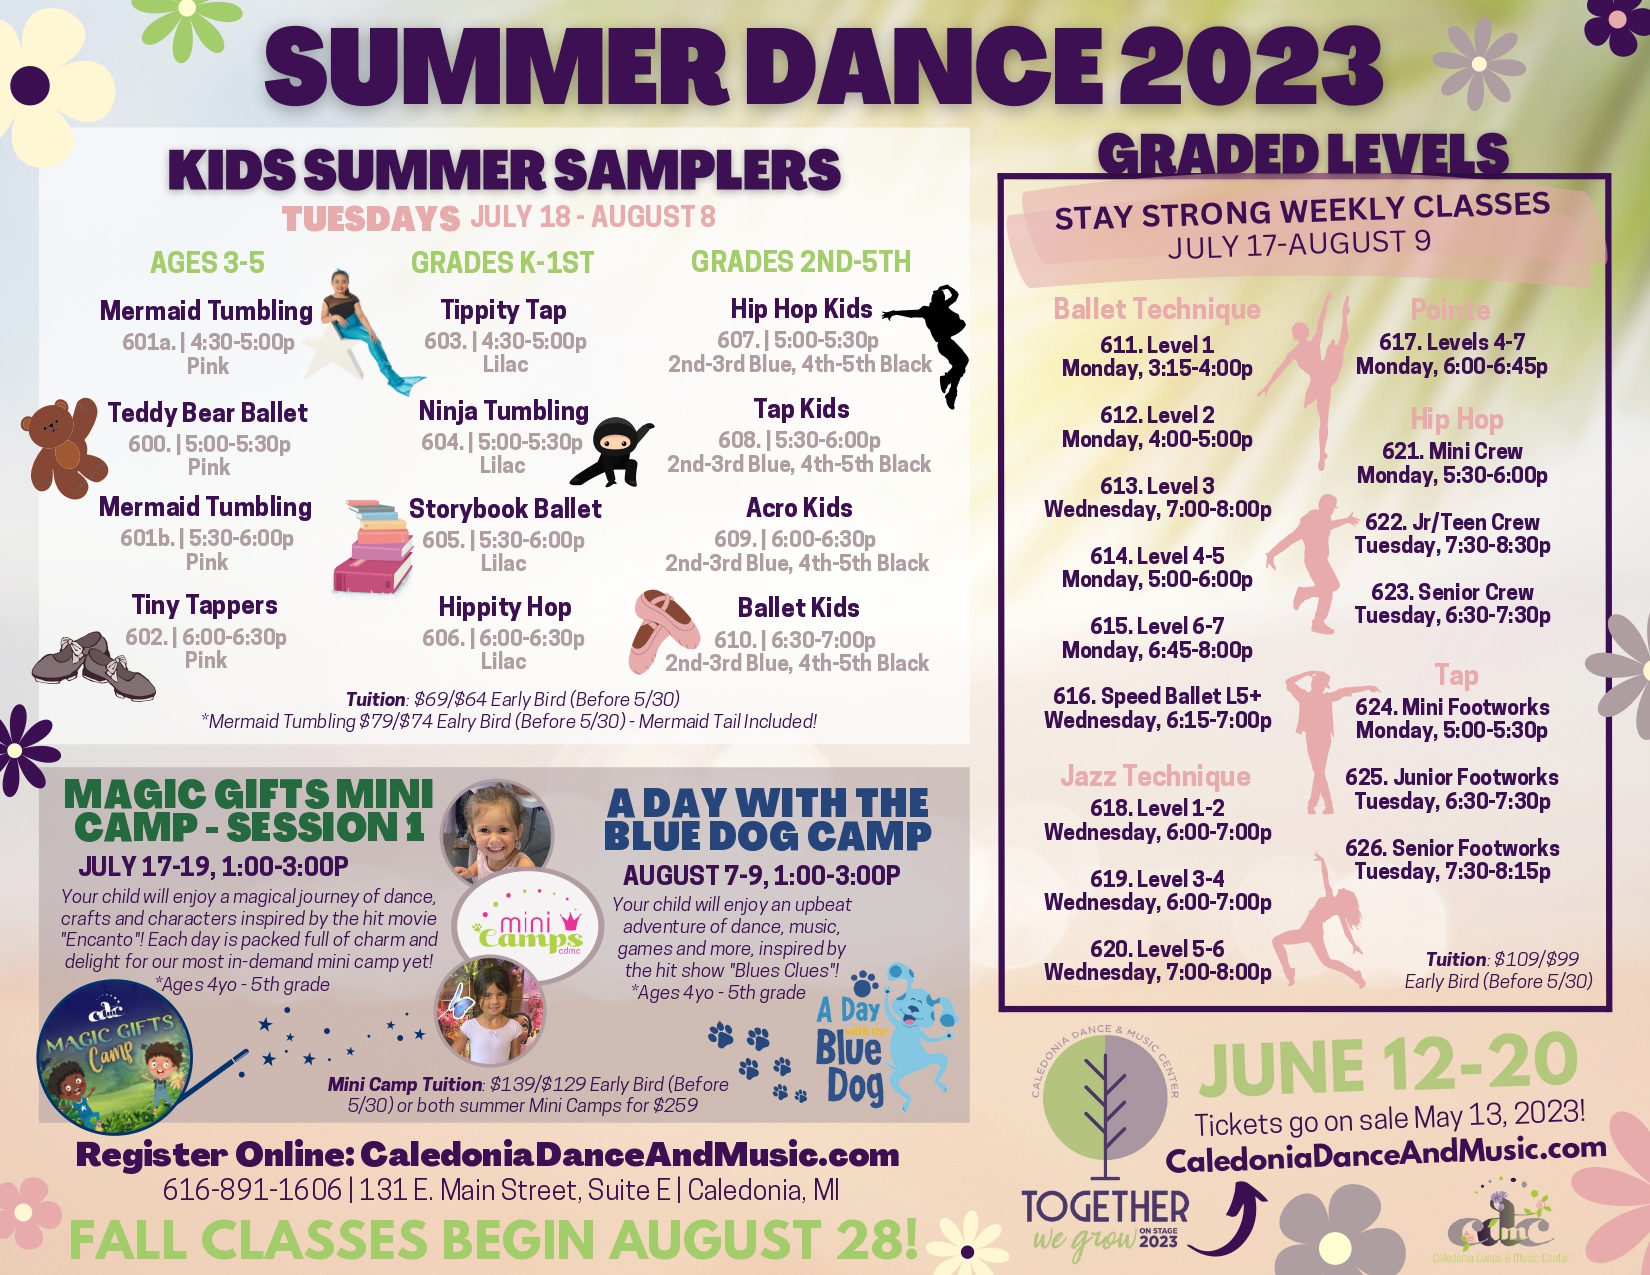 SUMMER DANCE 2023
KIDS SUMMER SAMPLERS
TUESDAYS JULY 18 - AUGUST 8
AGES 3-5
Mermaid Tumbling
601a. | 4:30-5:00p
Pink
Teddy Bear Ballet
600. | 5:00-5:30p
Pink
Mermaid Tumbling
601b. | 5:30-6:00p
Pink
Tiny Tappers
602. | 6:00-6:30p
Pink
GRADES K-1ST
Tippity Tap
603. | 4:30-5:00p
Lilac
Ninja Tumbling
604. | 5:00-5:30p
Lilac
Storybook Ballet
605. | 5:30-6:00p
Lilac
Hippity Hop
606. | 6:00-6:30p
Lilac
GRADES 2ND-5TH
Hip Hop Kids
607. | 5:00-5:30p
2nd-3rd Blue, 4th-5th Black
Tap Kids
608. | 5:30-6:00p
2nd-3rd Blue, 4th-5th Black
Acro Kids
609. | 6:00-6:30p
2nd-3rd Blue, 4th-5th Black
Ballet Kids
610. | 6:30-7:00p
2nd-3rd Blue, 4th-5th Black
Tuition: $69/$64 Early Bird (Before 5/30)
*Mermaid Tumbling $79/$74 Ealry Bird (Before 5/30) - Mermaid Tail Included!
MAGIC GIFTS MINI
CAMP - SESSION 1
JULY 17-19, 1:00-3:00P
Your child will enjoy a magical journey of dance,
crafts and characters inspired by the hit movie
"Encanto"! Each day is packed full of charm and
delight for our most in-demand mini camp yet!
*Ages 4yo - 5th grade
cdmc
MAGIC GIFTS
Camp
mini
Camps
cdmc
A DAY WITH THE
BLUE DOG CAMP
AUGUST 7-9, 1:00-3:00P
Your child will enjoy an upbeat
adventure of dance, music,
games and more, inspired by
the hit show "Blues Clues"!
*Ages 4yo - 5th grade
A Day
with the
Blue
Dog
Mini Camp Tuition: $139/$129 Early Bird (Before
5/30) or both summer Mini Camps for $259
Register Online: CaledoniaDanceAndMusic.com
616-891-1606 | 131 E. Main Street, Suite E | Caledonia, MI
FALL CLASSES BEGIN AUGUST 28!
GRADED LEVELS
STAY STRONG WEEKLY CLASSES
JULY 17-AUGUST 9
Ballet Technique
611. Level 1
Monday, 3:15-4:00p
612. Level 2
Monday, 4:00-5:00p
613. Level 3
Wednesday, 7:00-8:00p
614. Level 4-5
Monday, 5:00-6:00p
615. Level 6-7
Monday, 6:45-8:00p
616. Speed Ballet L5+
Wednesday, 6:15-7:00p
Jazz Technique
618. Level 1-2
Wednesday, 6:00-7:00p
619. Level 3-4
Wednesday, 6:00-7:00p
620. Level 5-6
Wednesday, 7:00-8:00p
Pointe
617. Levels 4-7
Monday, 6:00-6:45p
Hip Hop
621. Mini Crew
Monday, 5:30-6:00p
622. Jr/Teen Crew
Tuesday, 7:30-8:30p
623. Senior Crew
Tuesday, 6:30-7:30p
Tap
624. Mini Footworks
Monday, 5:00-5:30p
625. Junior Footworks
Tuesday, 6:30-7:30p
626. Senior Footworks
Tuesday, 7:30-8:15p
Tuition: $109/$99
Early Bird (Before 5/30)
CALEDONIA DANCE & MUSIC CENTER
TOGETHER
we grow ON STAGE
2023
JUNE 12-20
Tickets go on sale May 13, 2023!
CaledoniaDanceAndMusic.com
cdmc
Caledonia Dance & Music Center